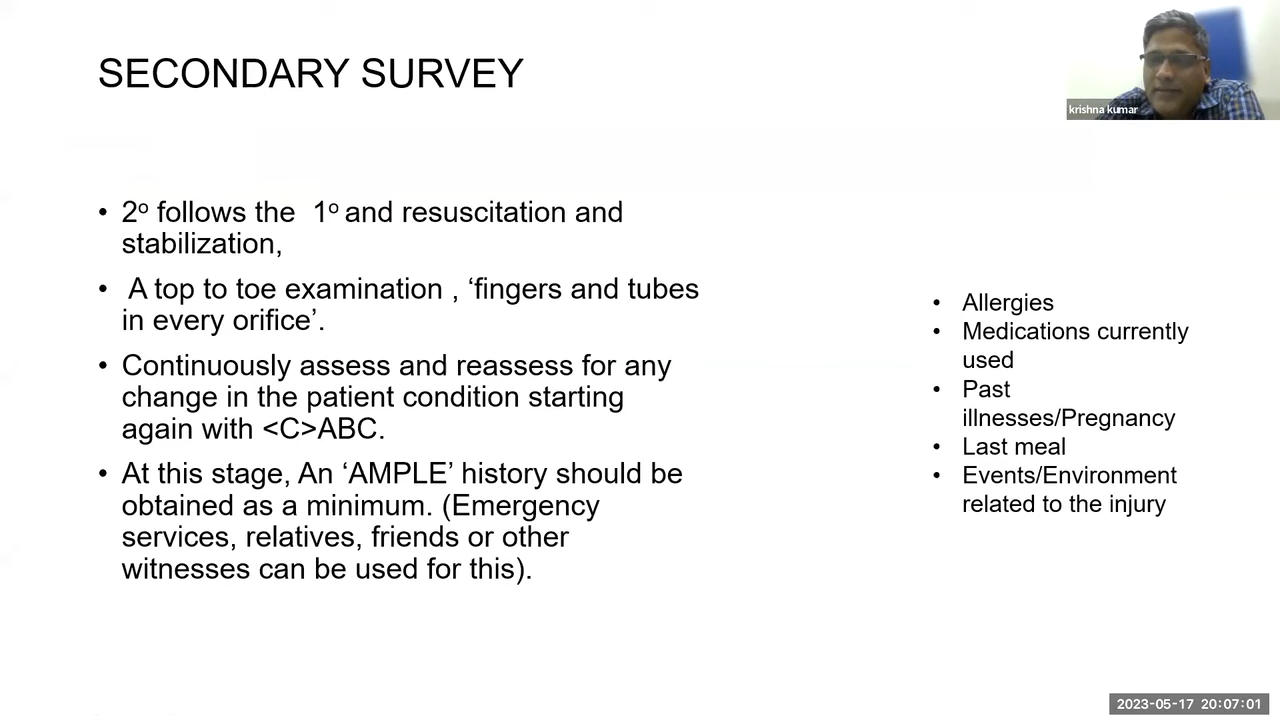 SECONDARY SURVEY
krishna kumar
• 2º follows the 1º and resuscitation and
stabilization,
• A top to toe examination , ‘fingers and tubes
in every orifice’.
• Continuously assess and reassess for any
change in the patient condition starting
again with <C>ABC.
• At this stage, An ‘AMPLE’ history should be
obtained as a minimum. (Emergency
services, relatives, friends or other
witnesses can be used for this).
• Allergies
• Medications currently
used
• Past
illnesses/Pregnancy
• Last meal
• Events/Environment
related to the injury
2023-05-17 20:07:01